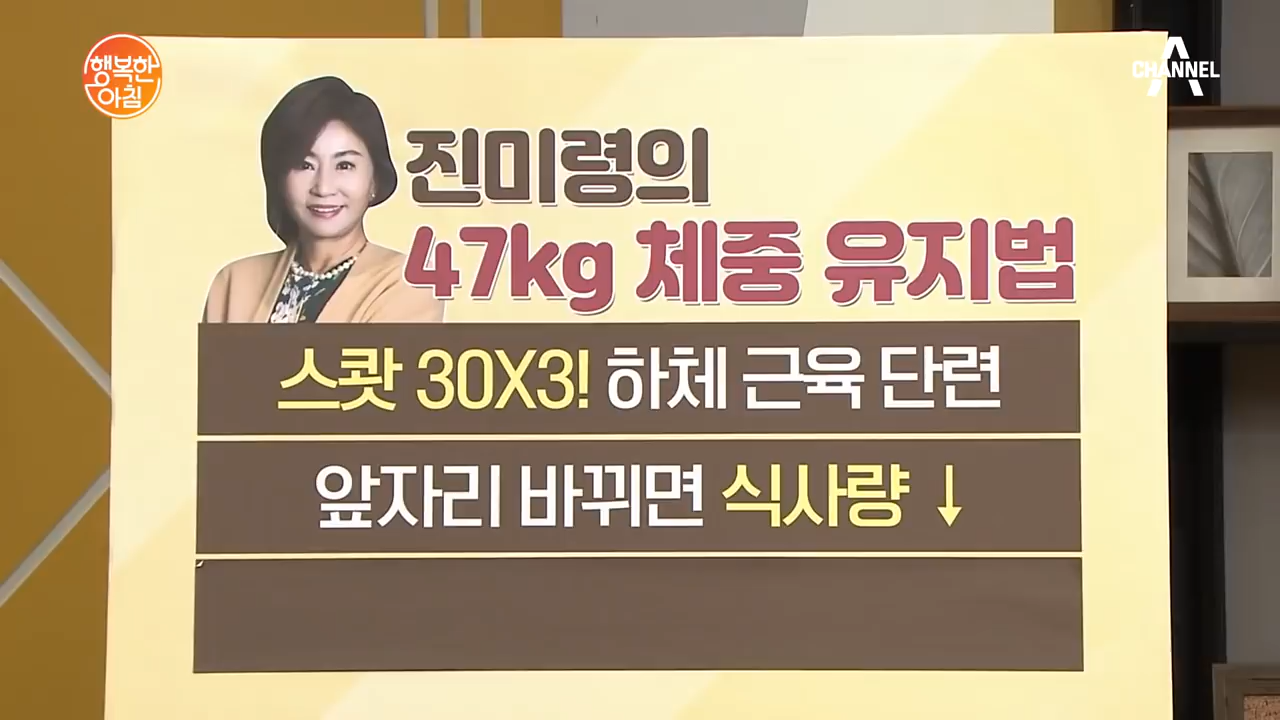 행복한
아침
CHANNEL A
진미령의
47kg 체중 유지법
스쾃 30X3! 하체 근육 단련
앞자리 바뀌면 식사량 ↓